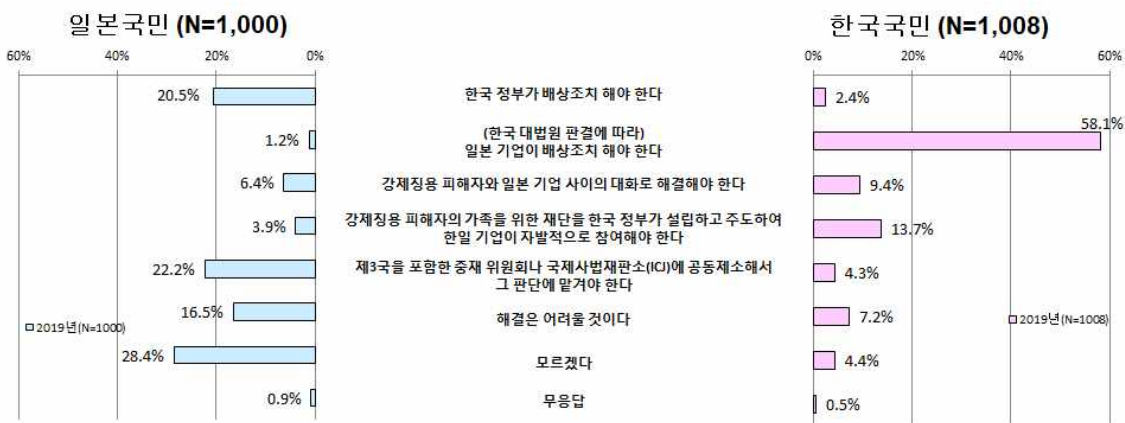 일본국민 (N=1,000)
한국국민 (N=1,008)
60% 40% 20% 0%
0% 20% 40% 60%
20.5% 한국 정부가 배상조치 해야 한다 2.4%
58.1%
(한국 대법원 판결에 따라)
1.2% 일본 기업이 배상조치 해야 한다
6.4% 강제징용 피해자와 일본 기업 사이의 대화로 해결해야 한다 9.4%
강제징용 피해자의 가족을 위한 재단을 한국 정부가 설립하고 주도하여
3.9% 한일 기업이 자발적으로 참여해야 한다 13.7%
22.2% 제3국을 포함한 중재 위원회나 국제사법재판소(ICJ)에 공동제소해서 4.3%
그 판단에 맡겨야 한다
16.5% 해결은 어려울 것이다 7.2%
2019년(N=1000)
2019년(N=1008)
28.4% 모르겠다 4.4%
0.9% 무응답 0.5%